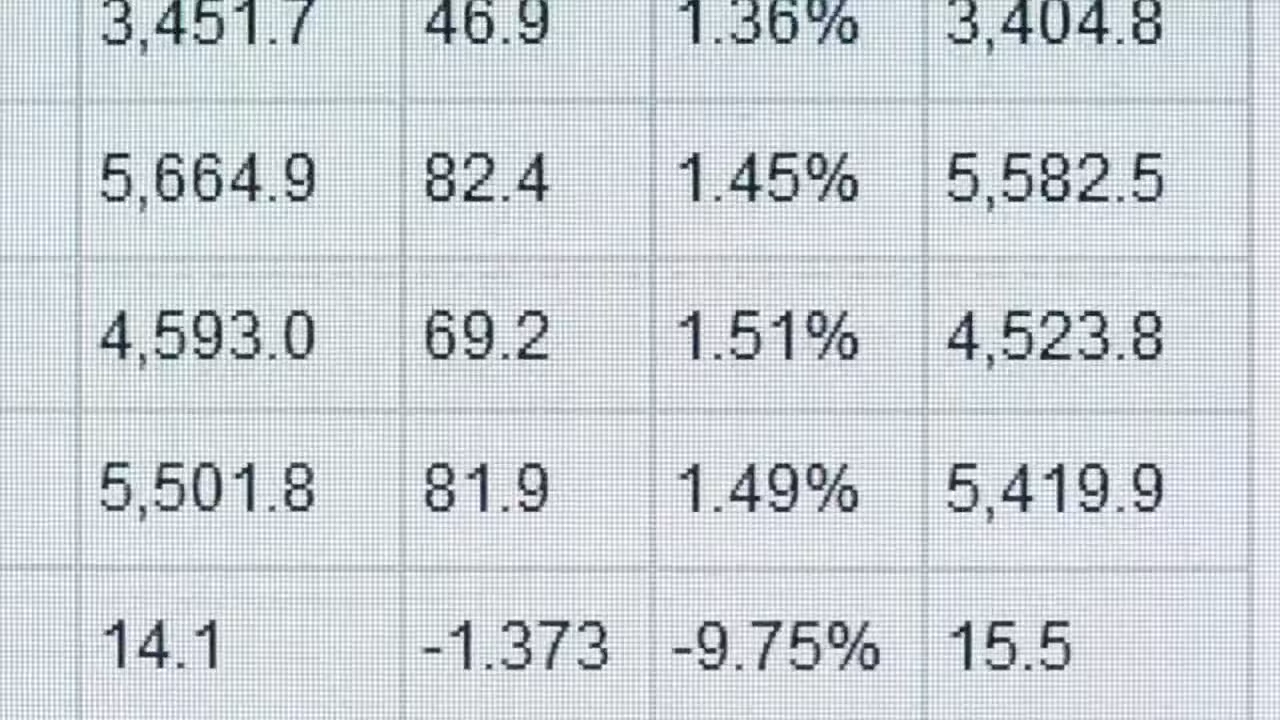 3,451.7 46.9 1.36% 3,404.8
5,664.9 82.4 1.45% 5,582.5
4,593.0 69.2 1.51% 4,523.8
5,501.8 81.9 1.49% 5,419.9
14.1 -1.373 -9.75% 15.5